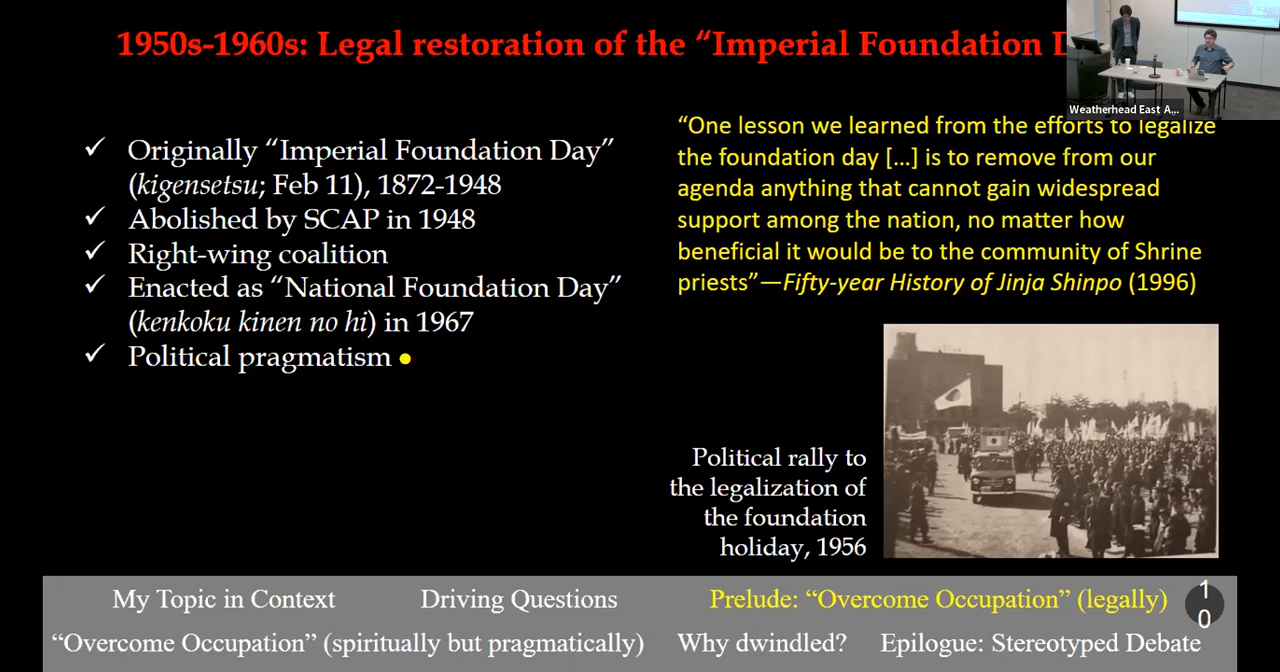 1950s-1960s: Legal restoration of the “Imperial Foundation
Weatherhead East A...
✓ Originally “Imperial Foundation Day”
(kigensetsu; Feb 11), 1872-1948
✓ Abolished by SCAP in 1948
✓ Right-wing coalition
✓ Enacted as “National Foundation Day”
(kenkoku kinen no hi) in 1967
✓ Political pragmatism
“One lesson we learned from the efforts to legalize
the foundation day […] is to remove from our
agenda anything that cannot gain widespread
support among the nation, no matter how
beneficial it would be to the community of Shrine
priests”—Fifty-year History of Jinja Shinpo (1996)
Political rally to
the legalization of
the foundation
holiday, 1956
My Topic in Context Driving Questions Prelude: “Overcome Occupation” (legally)
“Overcome Occupation” (spiritually but pragmatically) Why dwindled? Epilogue: Stereotyped Debate
10